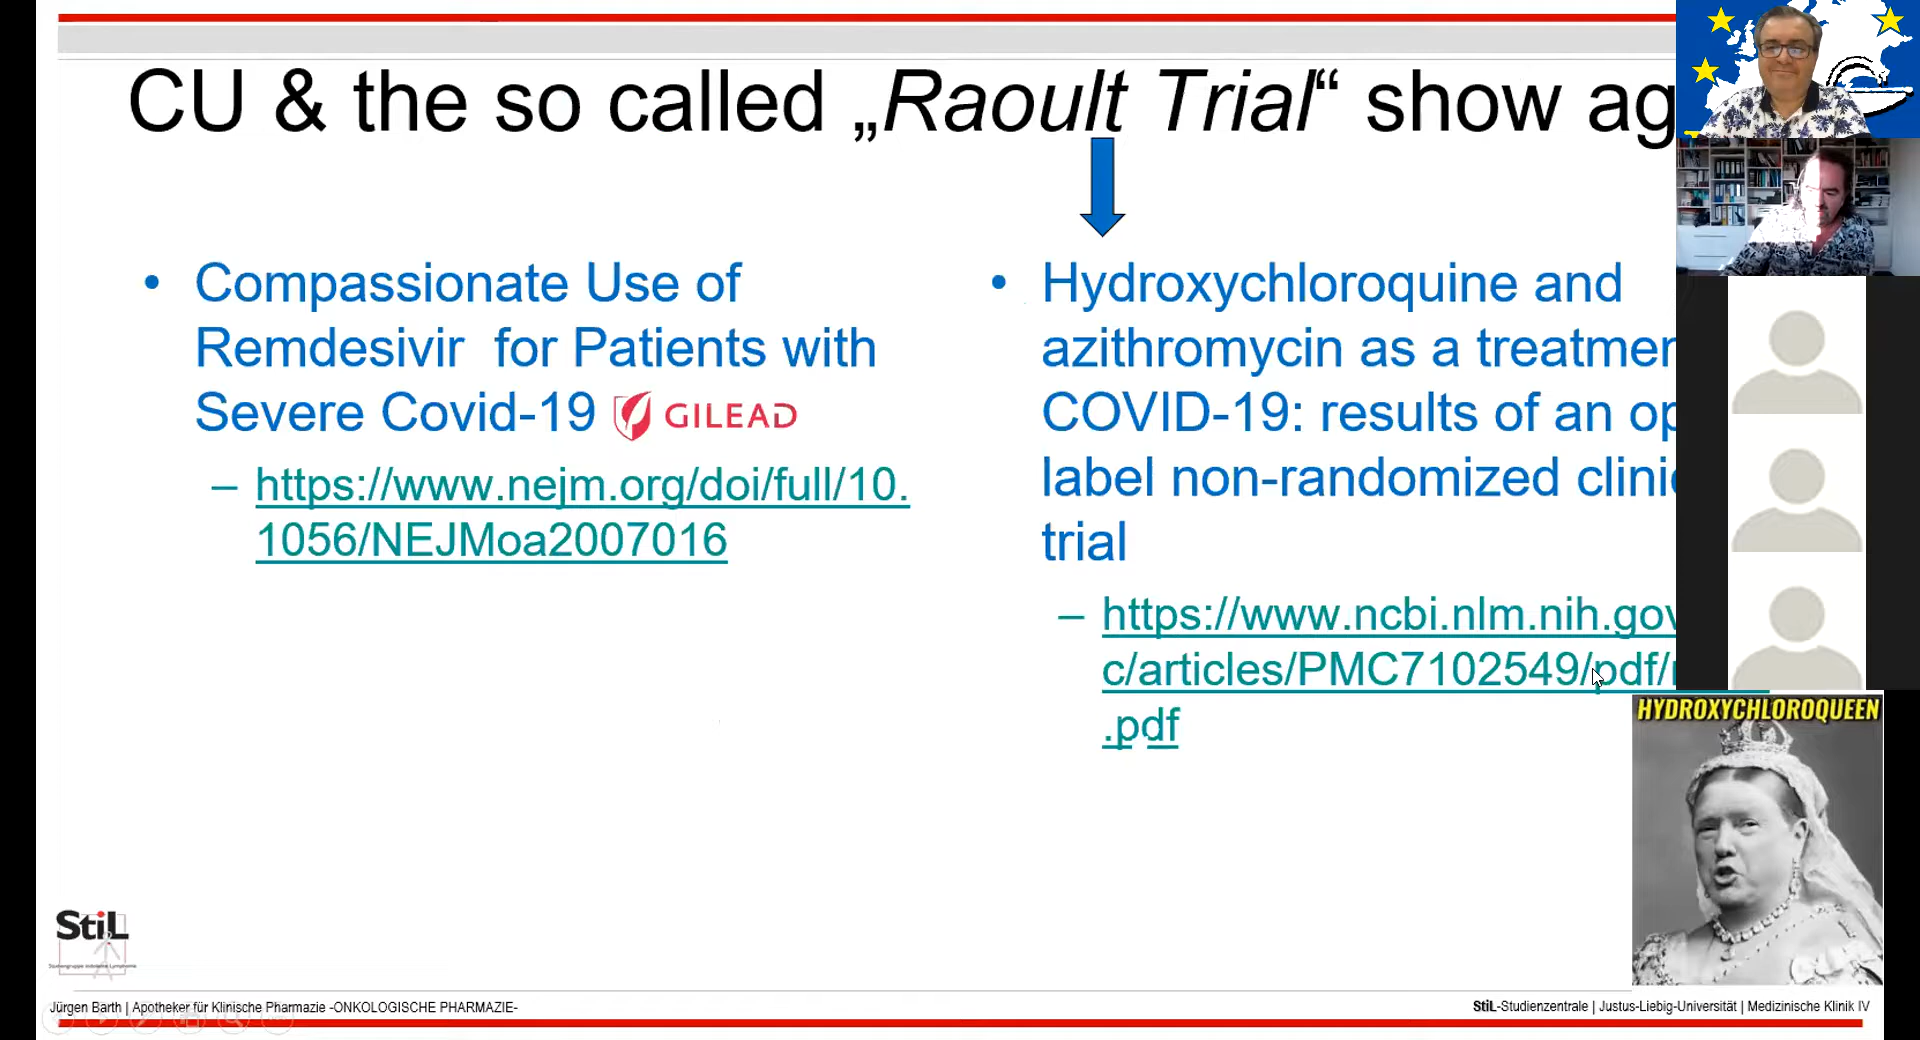 CU & the so called „Raoult Trial“ show ag
• Compassionate Use of
Remdesivir for Patients with
Severe Covid-19 GILEAD
– https://www.nejm.org/doi/full/10.
1056/NEJMoa2007016
• Hydroxychloroquine and
azithromycin as a treatmen
COVID-19: results of an op
label non-randomized clinic
trial
– https://www.ncbi.nlm.nih.gov
c/articles/PMC7102549/pdf/
.pdf
HYDROXYCHLOROQUEEN
StiL
Jürgen Barth | Apotheker für Klinische Pharmazie -ONKOLOGISCHE PHARMAZIE-
StiL-Studienzentrale | Justus-Liebig-Universität | Medizinische Klinik IV